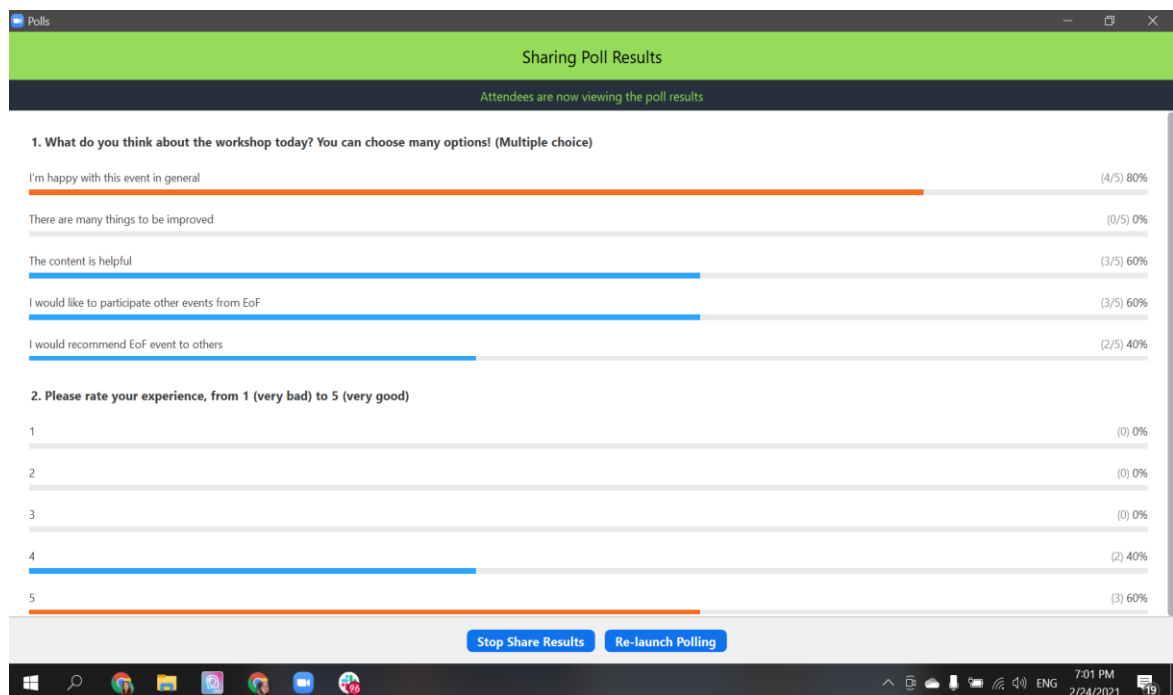 Polls
Sharing Poll Results
Attendees are now viewing the poll results
1. What do you think about the workshop today? You can choose many options! (Multiple choice)
I'm happy with this event in general (4/5) 80%
There are many things to be improved (0/5) 0%
The content is helpful (3/5) 60%
I would like to participate other events from EoF (3/5) 60%
I would recommend EoF event to others (2/5) 40%
2. Please rate your experience, from 1 (very bad) to 5 (very good)
1 (0) 0%
2 (0) 0%
3 (0) 0%
4 (2) 40%
5 (3) 60%
Stop Share Results Re-launch Polling
96
ENG
7:01 PM
2/24/2021
19